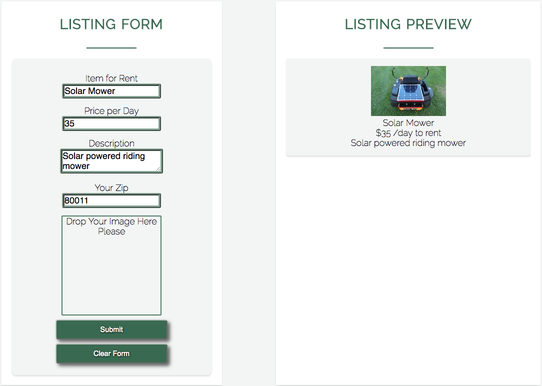 LISTING FORM
Item for Rent
Solar Mower
Price per Day
35
Description
Solar powered riding
mower
Your Zip
80011
Drop Your Image Here
Please
Submit
Clear Form
LISTING PREVIEW
Solar Mower
$35 /day to rent
Solar powered riding mower